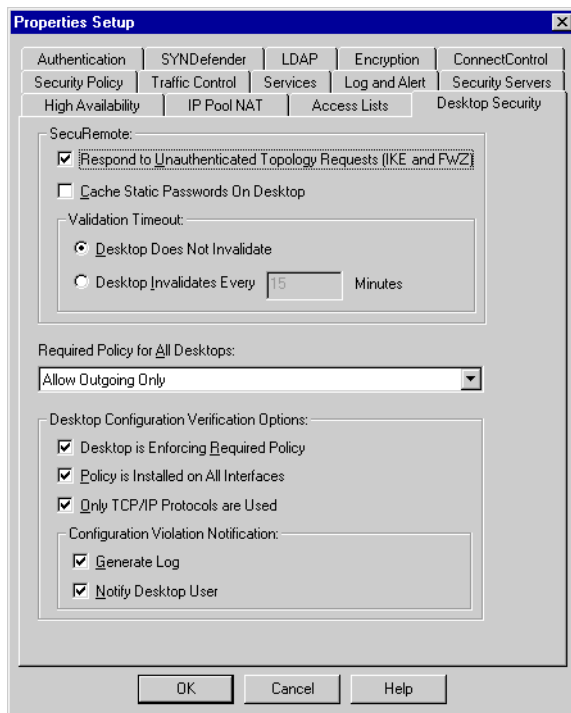 Properties Setup
Authentication SYNDefender LDAP Encryption ConnectControl
Security Policy Traffic Control Services Log and Alert Security Servers
High Availability IP Pool NAT Access Lists Desktop Security
SecuRemote:
Respond to Unauthenticated Topology Requests (IKE and FWZ)
Cache Static Passwords On Desktop
Validation Timeout:
Desktop Does Not Invalidate
Desktop Invalidates Every 15 Minutes
Required Policy for All Desktops:
Allow Outgoing Only
Desktop Configuration Verification Options:
Desktop is Enforcing Required Policy
Policy is Installed on All Interfaces
Only TCP/IP Protocols are Used
Configuration Violation Notification:
Generate Log
Notify Desktop User
OK Cancel Help